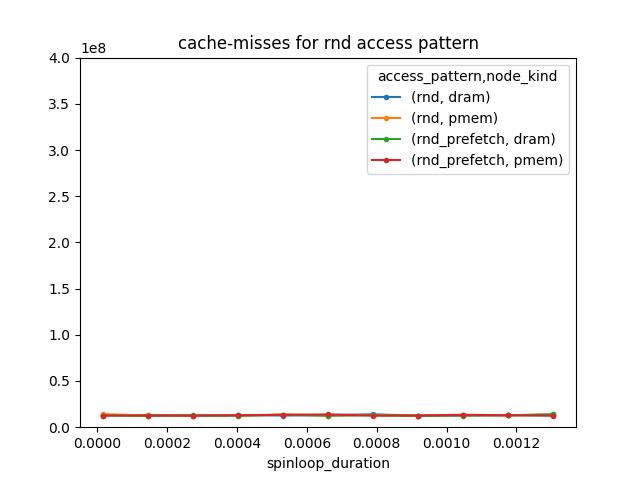 cache-misses for rnd access pattern
1e8
4.0
3.5
3.0
2.5
2.0
1.5
1.0
0.5
0.0
access_pattern,node_kind
(rnd, dram)
(rnd, pmem)
(rnd_prefetch, dram)
(rnd_prefetch, pmem)
0.0000 0.0002 0.0004 0.0006 0.0008 0.0010 0.0012
spinloop_duration